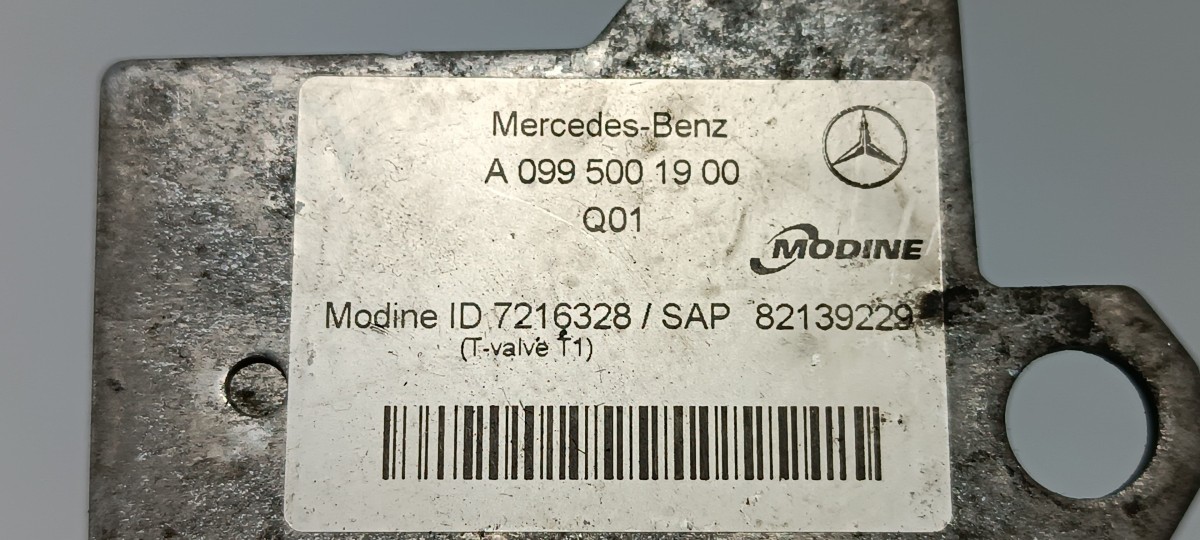 Mercedes-Benz
A 099 500 19 00
Q01
MODINE
Modine ID 7216328 / SAP 82139229
(T-valve T1)